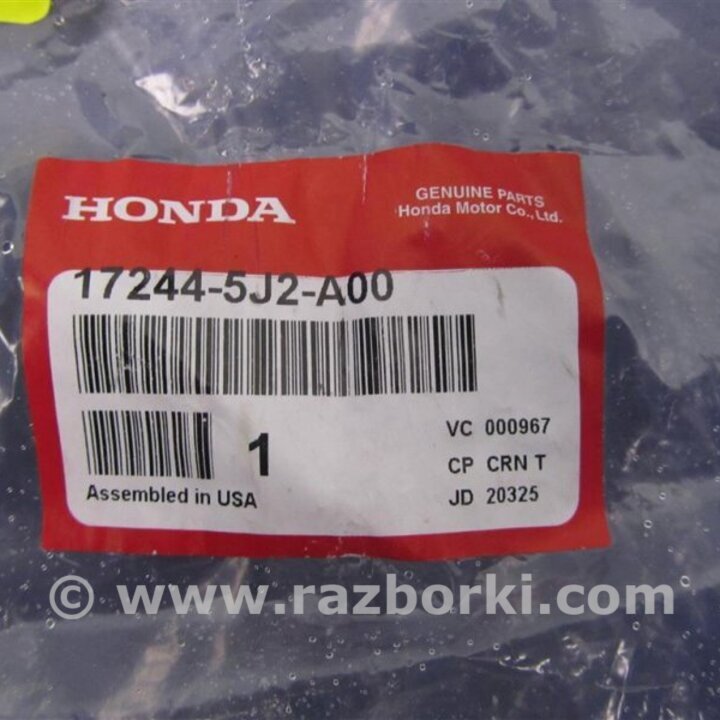 HONDA
GENUINE PARTS
Honda Motor Co., Ltd.
17244-5J2-A00
1
VC 000967
CP CRN T
JD 20325
Assembled in USA
© www.razborki.com